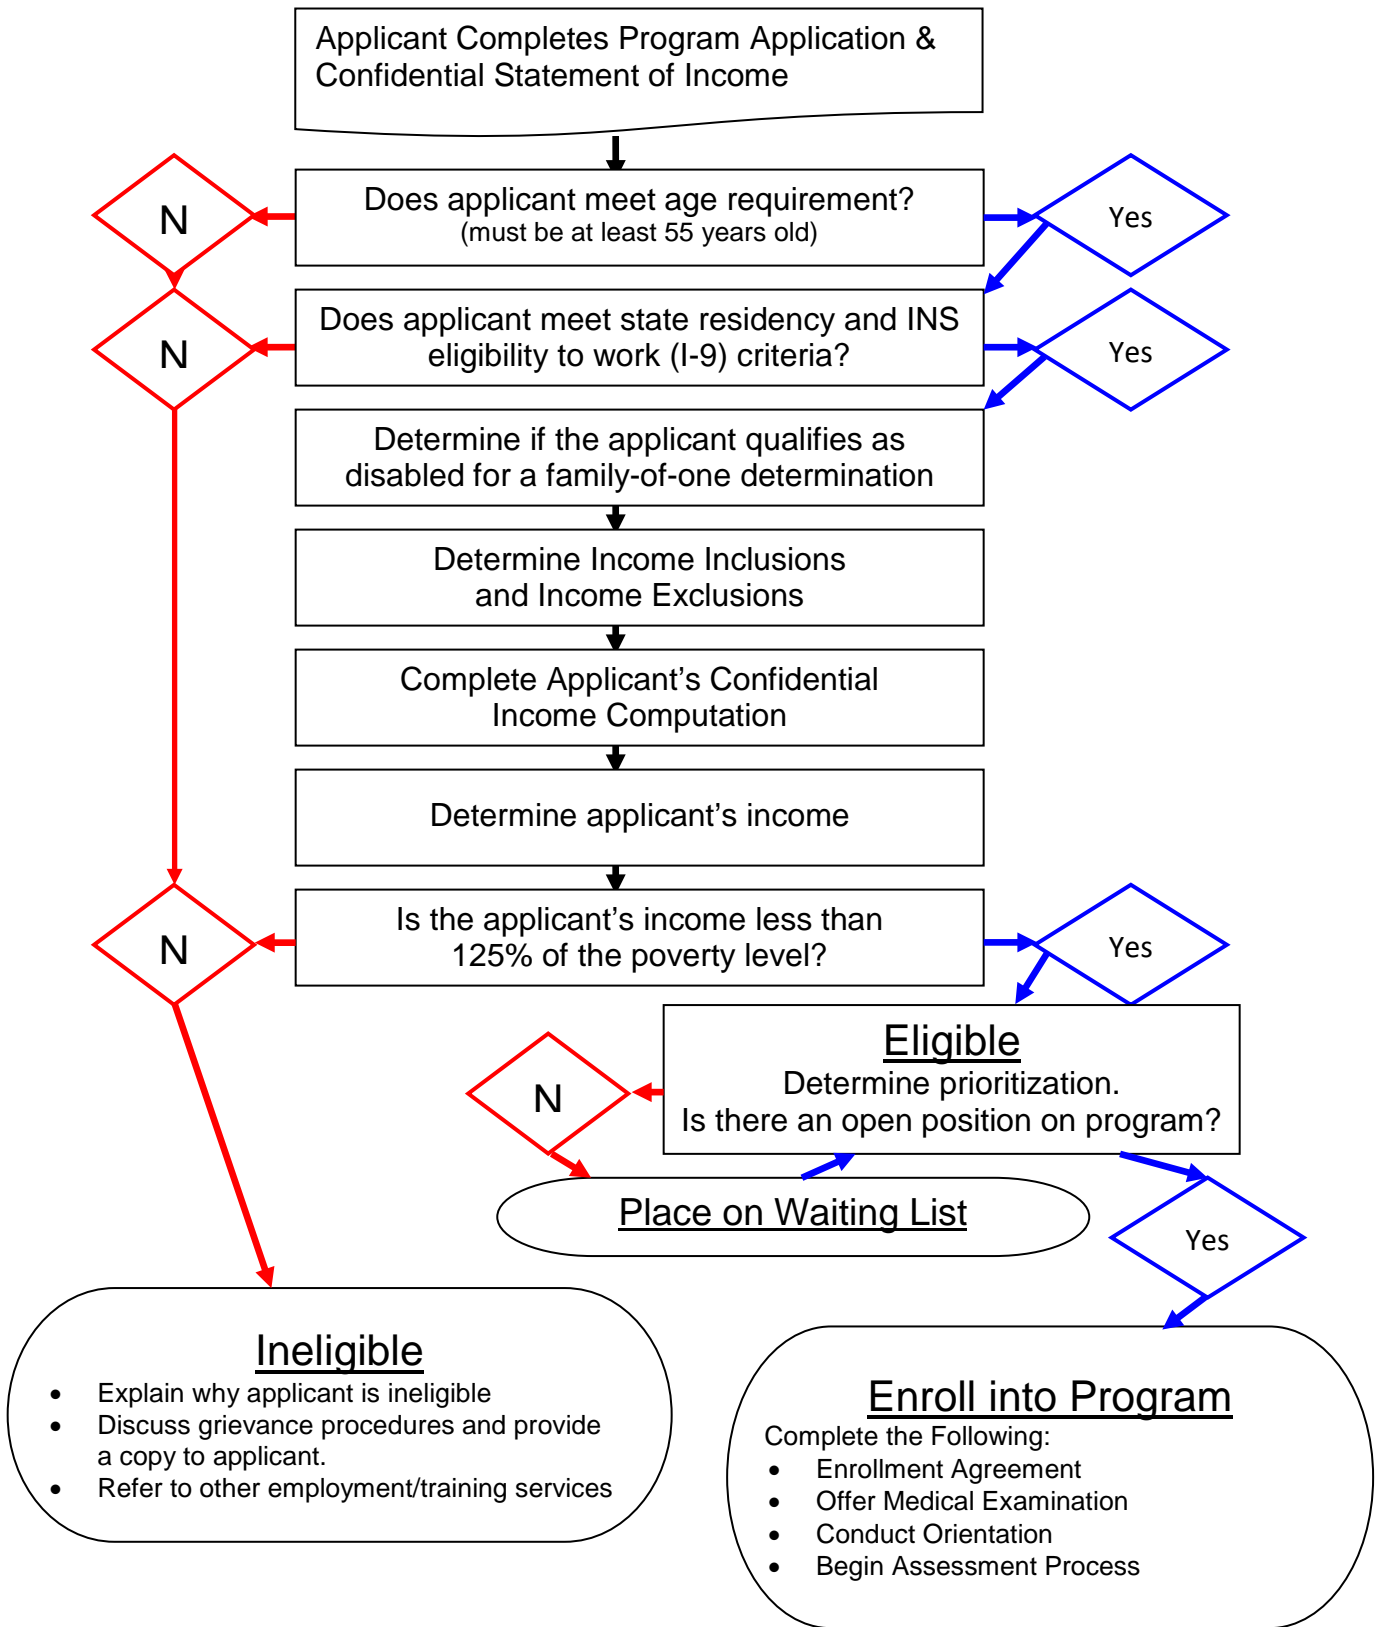 Applicant Completes Program Application &
Confidential Statement of Income
N
Does applicant meet age requirement?
(must be at least 55 years old)
Yes
N
Does applicant meet state residency and INS
eligibility to work (I-9) criteria?
Yes
Determine if the applicant qualifies as
disabled for a family-of-one determination
Determine Income Inclusions
and Income Exclusions
Complete Applicant’s Confidential
Income Computation
Determine applicant’s income
N
Is the applicant’s income less than
125% of the poverty level?
Yes
Eligible
Determine prioritization.
Is there an open position on program?
N
Place on Waiting List
Yes
Ineligible
• Explain why applicant is ineligible
• Discuss grievance procedures and provide
a copy to applicant.
• Refer to other employment/training services
Enroll into Program
Complete the Following:
• Enrollment Agreement
• Offer Medical Examination
• Conduct Orientation
• Begin Assessment Process